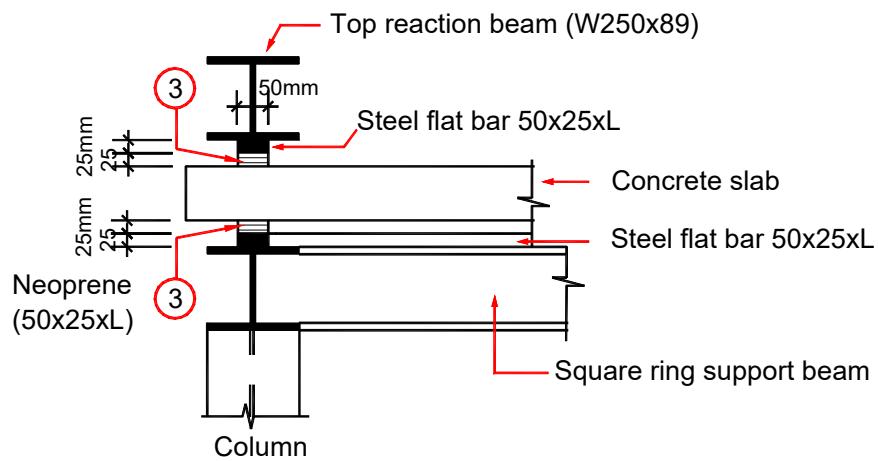 Top reaction beam (W250x89)
3
50mm
Steel flat bar 50x25xL
25mm
25
Concrete slab
25mm
25
Steel flat bar 50x25xL
Neoprene
(50x25xL)
3
Square ring support beam
Column